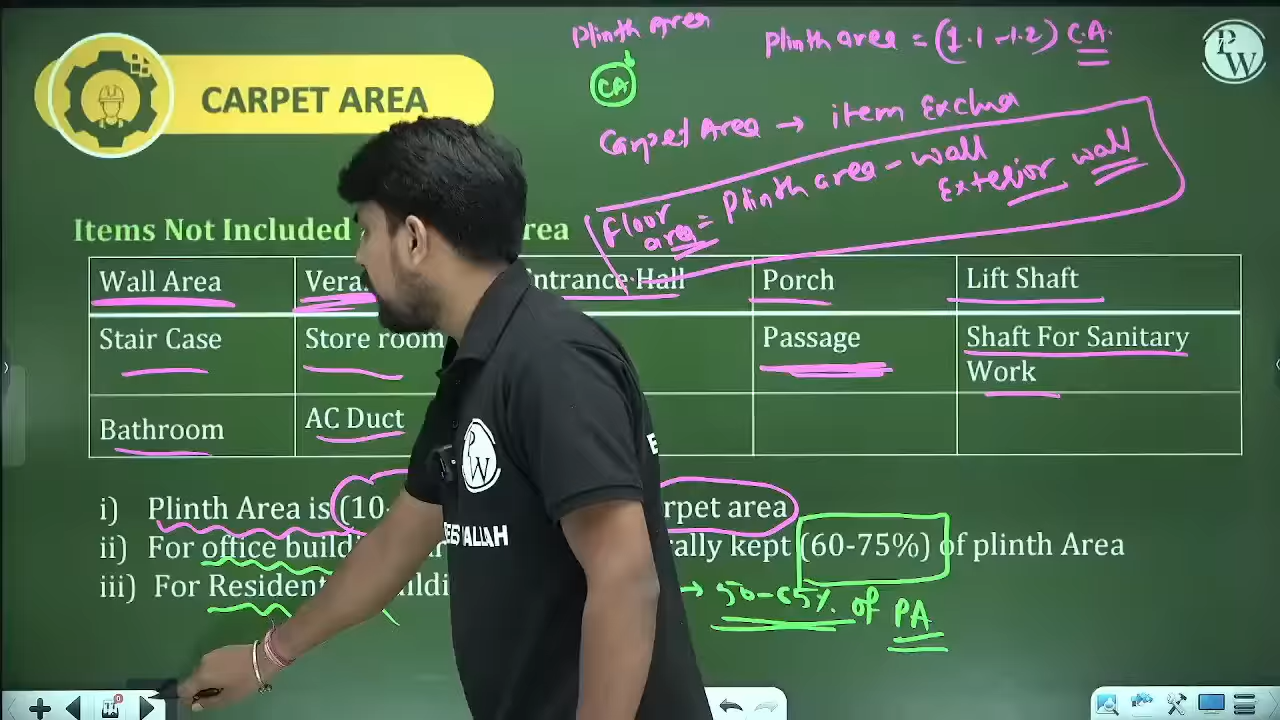 Plinth Area
Plinth area = (1.1 - 1.2) C.A.
CA
PW
CARPET AREA
Carpet Area → item Exclu
Floor area = Plinth area - wall
Exterior wall
Items Not Included rea
Wall Area Vera ntrance Hall Porch Lift Shaft
Stair Case Store room Passage Shaft For Sanitary Work
Bathroom AC Duct
i) Plinth Area is (10- rpet area
ii) For office buildi rally kept (60-75%) of plinth Area
iii) For Resident ildi → 50-65% of PA
PW